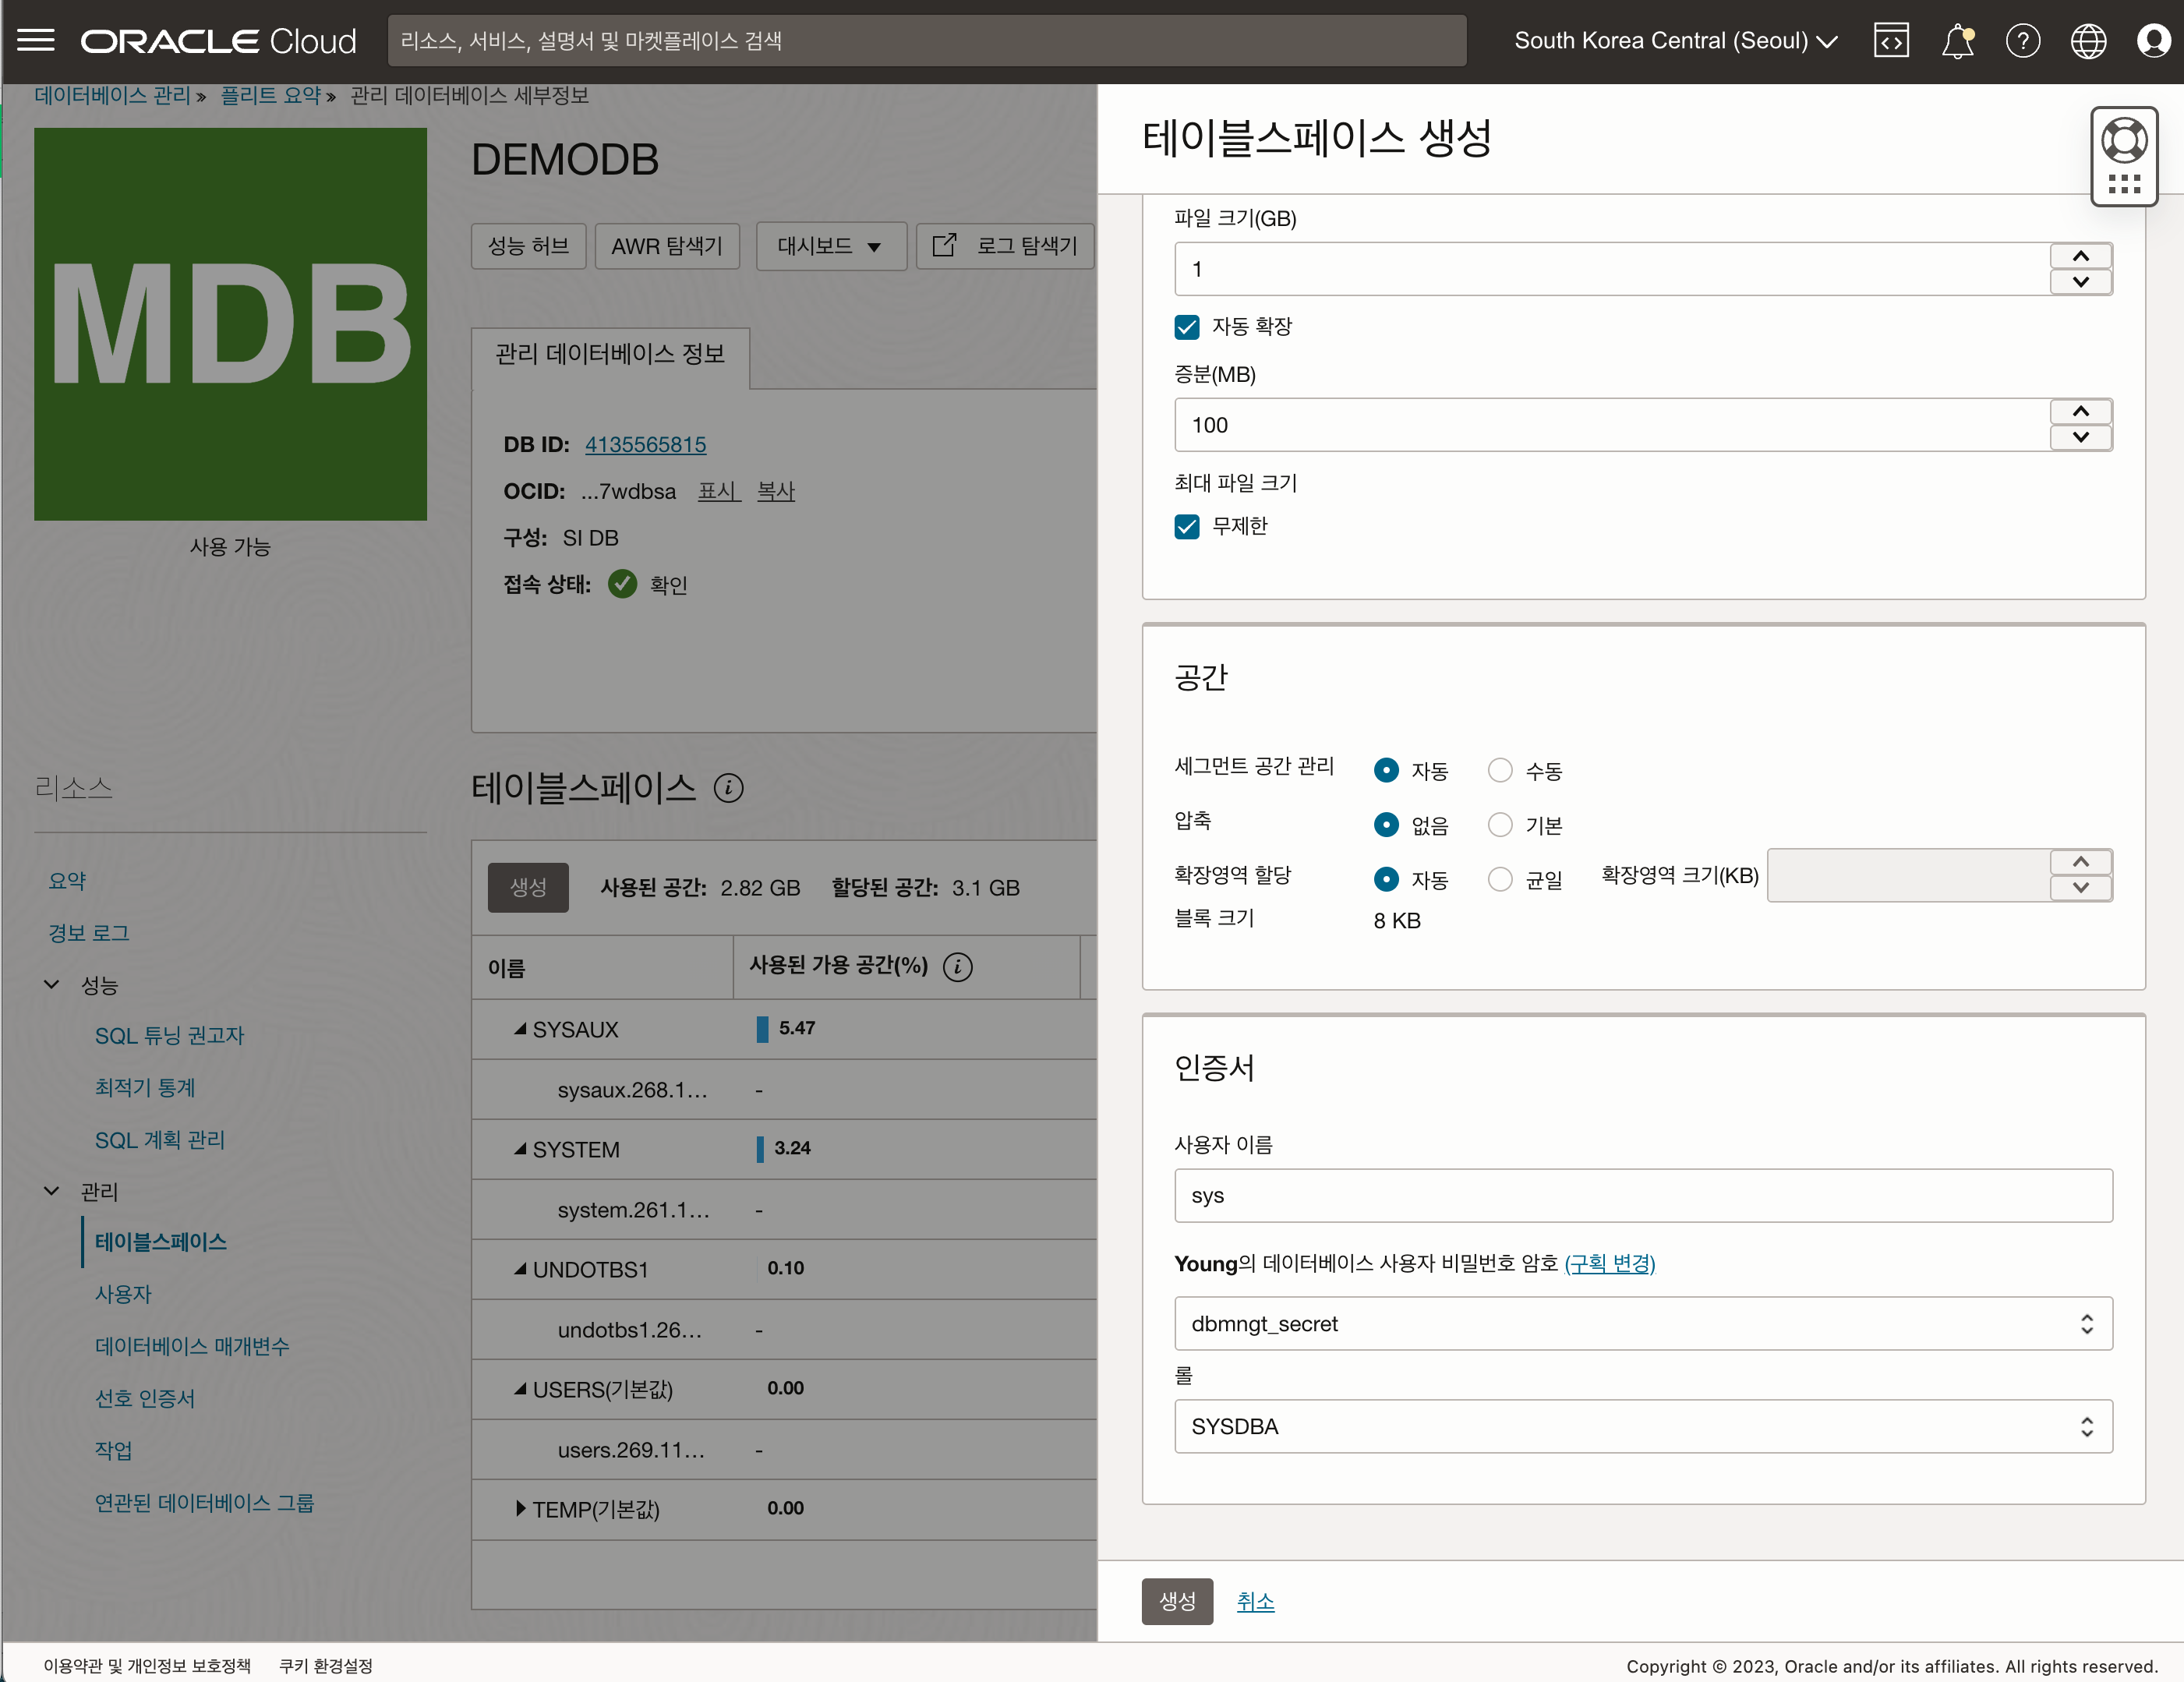 ORACLE Cloud
리소스, 서비스, 설명서 및 마켓플레이스 검색
South Korea Central (Seoul)
데이터베이스 관리 » 플리트 요약 » 관리 데이터베이스 세부정보
MDB
사용 가능
DEMODB
성능 허브
AWR 탐색기
대시보드
로그 탐색기
관리 데이터베이스 정보
DB ID: 4135565815
OCID: ...7wdbsa 표시 복사
구성: SI DB
접속 상태: 확인
리소스
요약
경보 로그
성능
SQL 튜닝 권고자
최적기 통계
SQL 계획 관리
관리
테이블스페이스
사용자
데이터베이스 매개변수
선호 인증서
작업
연관된 데이터베이스 그룹
테이블스페이스 i
생성 사용된 공간: 2.82 GB 할당된 공간: 3.1 GB
이름 사용된 가용 공간(%) i
SYSAUX 5.47
sysaux.268.1... -
SYSTEM 3.24
system.261.1... -
UNDOTBS1 0.10
undotbs1.26... -
USERS(기본값) 0.00
users.269.11... -
TEMP(기본값) 0.00
테이블스페이스 생성
파일 크기(GB)
1
자동 확장
증분(MB)
100
최대 파일 크기
무제한
공간
세그먼트 공간 관리 자동 수동
압축 없음 기본
확장영역 할당 자동 균일 확장영역 크기(KB)
블록 크기 8 KB
인증서
사용자 이름
sys
Young의 데이터베이스 사용자 비밀번호 암호 (구획 변경)
dbmngt_secret
롤
SYSDBA
생성 취소
이용약관 및 개인정보 보호정책 쿠키 환경설정
Copyright © 2023, Oracle and/or its affiliates. All rights reserved.